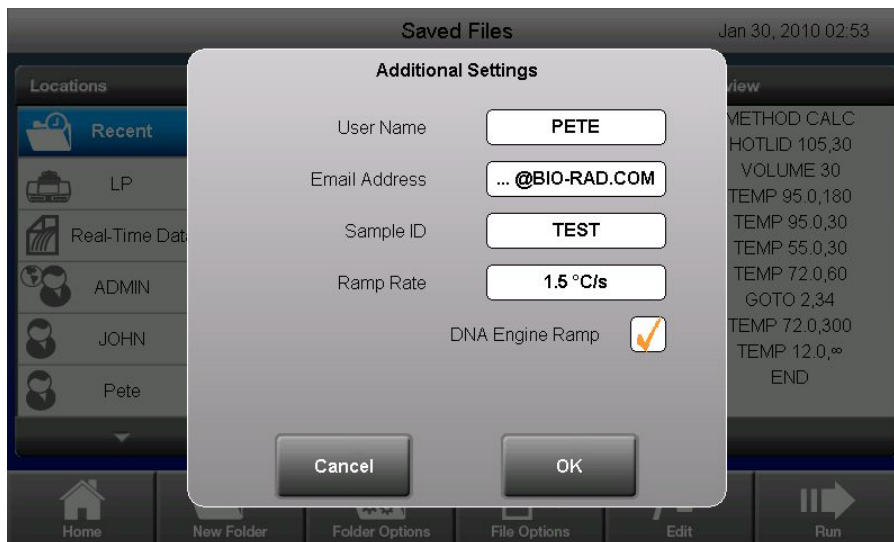 Saved Files
Jan 30, 2010 02:53
Locations
Recent
LP
Real-Time Dat
ADMIN
JOHN
Pete
Additional Settings
User Name
PETE
Email Address
... @BIO-RAD.COM
Sample ID
TEST
Ramp Rate
1.5 °C/s
DNA Engine Ramp
Cancel
OK
view
METHOD CALC
HOTLID 105,30
VOLUME 30
TEMP 95.0,180
TEMP 95.0,30
TEMP 55.0,30
TEMP 72.0,60
GOTO 2,34
TEMP 72.0,300
TEMP 12.0,∞
END
Home
New Folder
Folder Options
File Options
Edit
Run